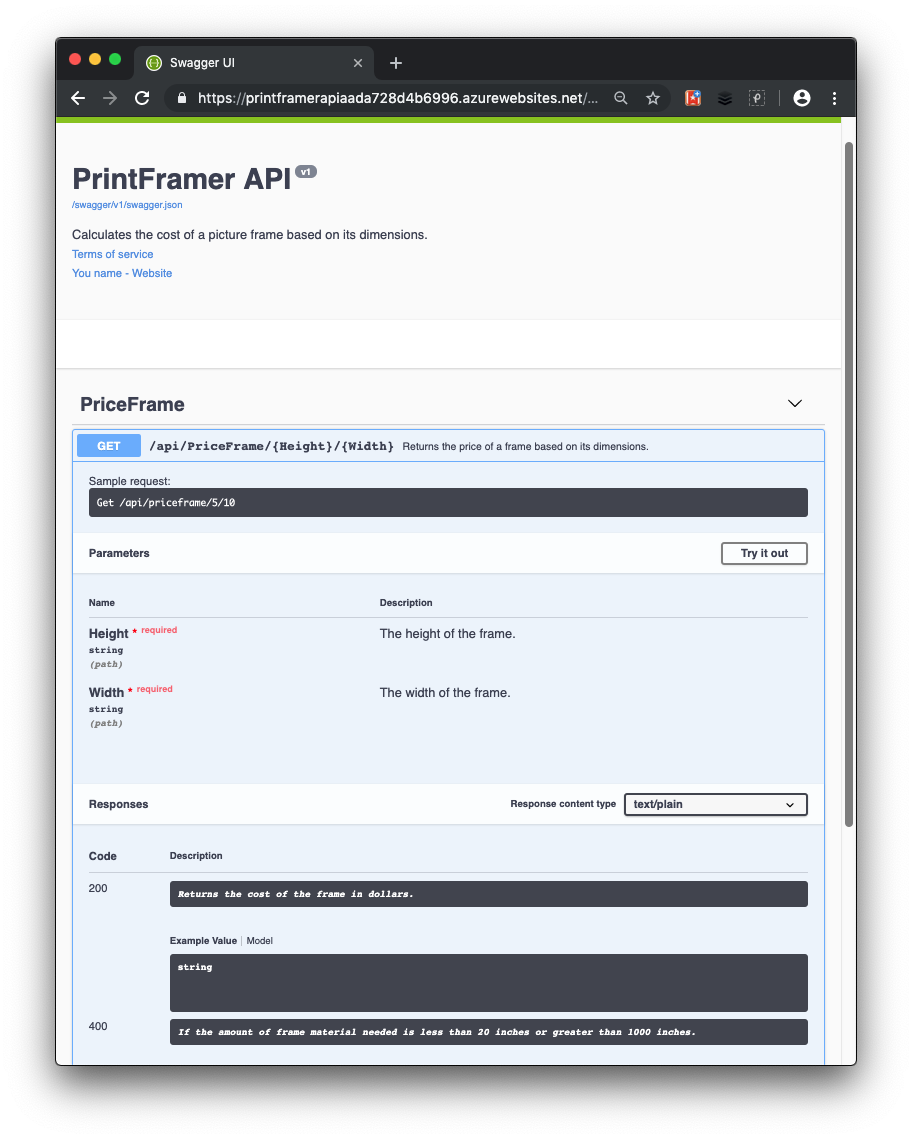 Swagger UI
https://printframerapiaada728d4b6996.azurewebsites.net/...
PrintFramer API v1
/swagger/v1/swagger.json
Calculates the cost of a picture frame based on its dimensions.
Terms of service
You name - Website
PriceFrame
GET /api/PriceFrame/{Height}/{Width} Returns the price of a frame based on its dimensions.
Sample request:
Get /api/priceframe/5/10
Parameters Try it out
Name Description
Height * required The height of the frame.
string
(path)
Width * required The width of the frame.
string
(path)
Responses Response content type text/plain
Code Description
200 Returns the cost of the frame in dollars.
Example Value | Model
string
400 If the amount of frame material needed is less than 20 inches or greater than 1000 inches.